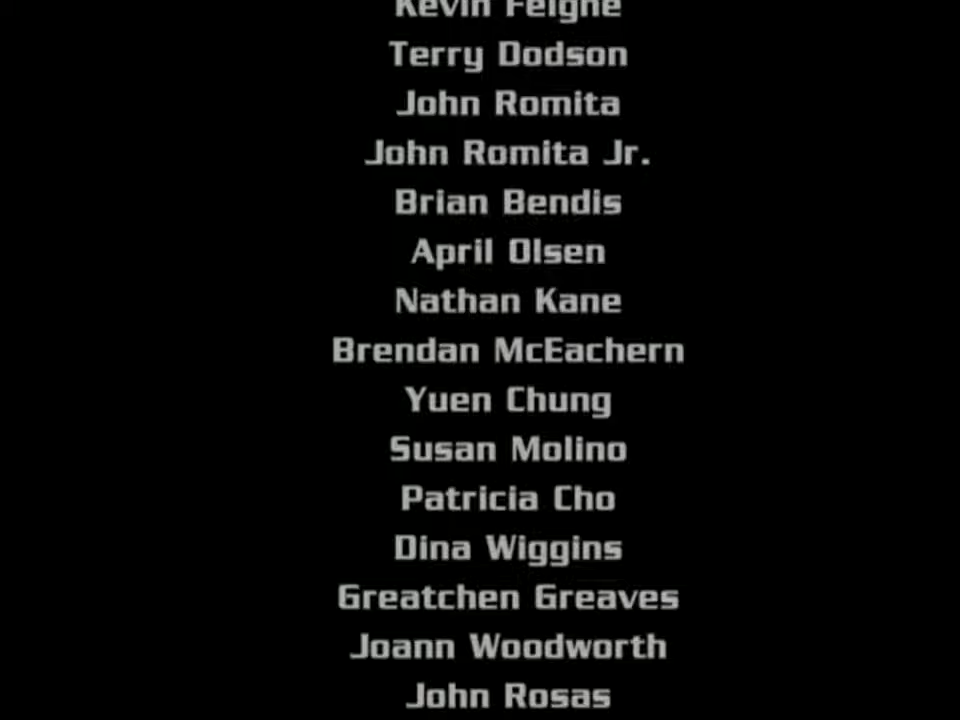 Kevin Feighe
Terry Dodson
John Romita
John Romita Jr.
Brian Bendis
April Olsen
Nathan Kane
Brendan McEachern
Yuen Chung
Susan Molino
Patricia Cho
Dina Wiggins
Greatchen Greaves
Joann Woodworth
John Rosas